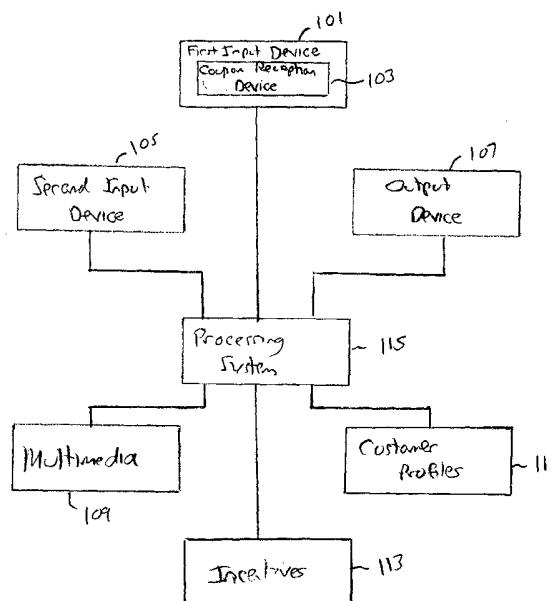 101
First Input Device
Coupon Reception
Device
103
105
Second Input
Device
107
Output
Device
Processing
System
115
Multimedia
109
Customer
Profiles
11
Incentives
113